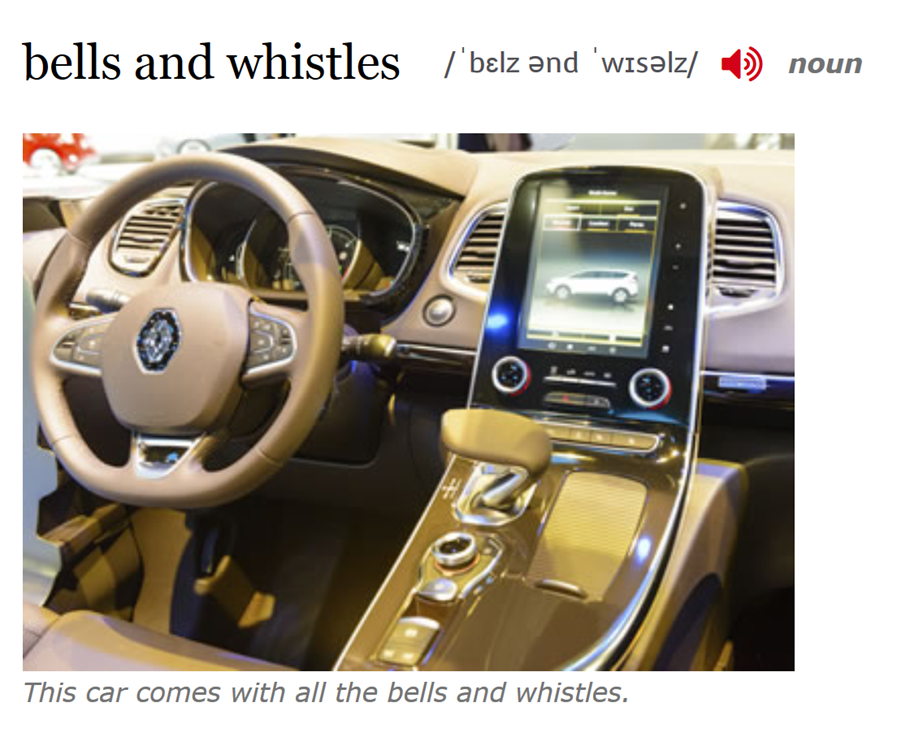 bells and whistles /ˈbɛlz ənd ˈwɪsəlz/ noun
This car comes with all the bells and whistles.